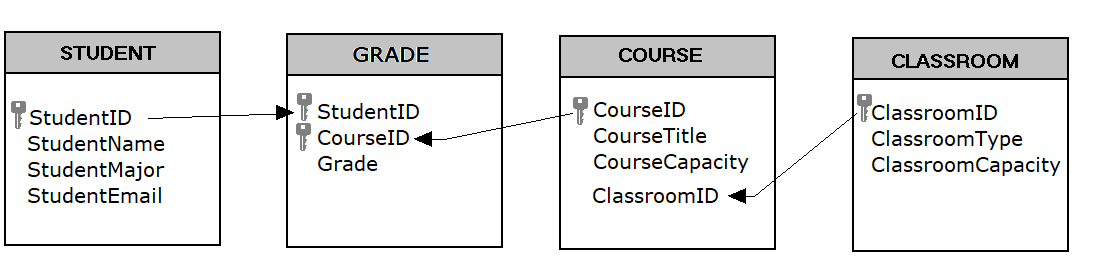 STUDENT
StudentID
StudentName
StudentMajor
StudentEmail
GRADE
StudentID
CourseID
Grade
COURSE
CourseID
CourseTitle
CourseCapacity
ClassroomID
CLASSROOM
ClassroomID
ClassroomType
ClassroomCapacity